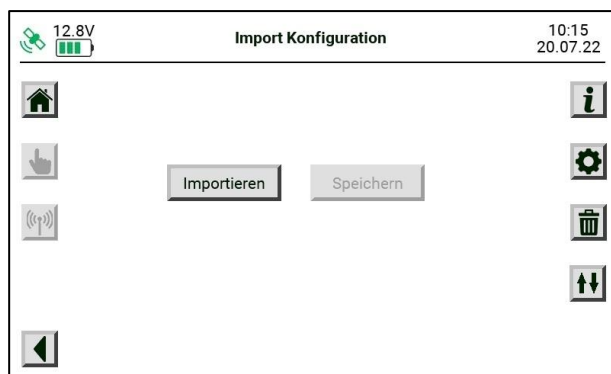 12.8V
Import Konfiguration
10:15
20.07.22
i
Importieren
Speichern